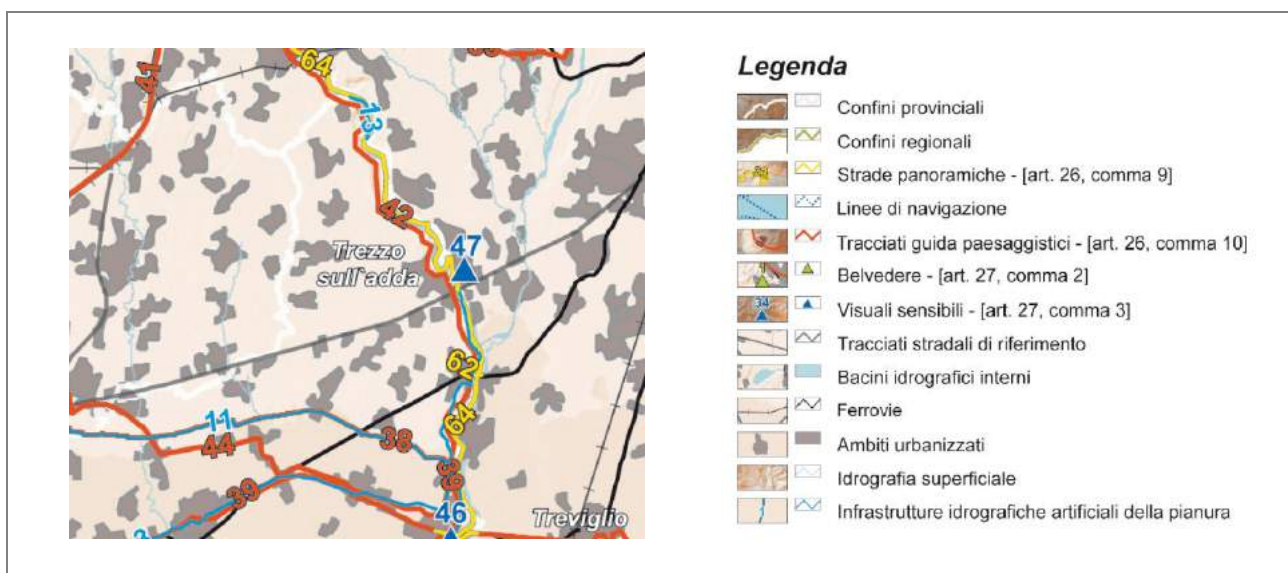 64
41
13
42
47
Trezzo
sull'adda
62
64
11
44
38
38
39
46
Treviglio
Legenda
Confini provinciali
Confini regionali
Strade panoramiche - [art. 26, comma 9]
Linee di navigazione
Tracciati guida paesaggistici - [art. 26, comma 10]
Belvedere - [art. 27, comma 2]
Visuali sensibili - [art. 27, comma 3]
Tracciati stradali di riferimento
Bacini idrografici interni
Ferrovie
Ambiti urbanizzati
Idrografia superficiale
Infrastrutture idrografiche artificiali della pianura